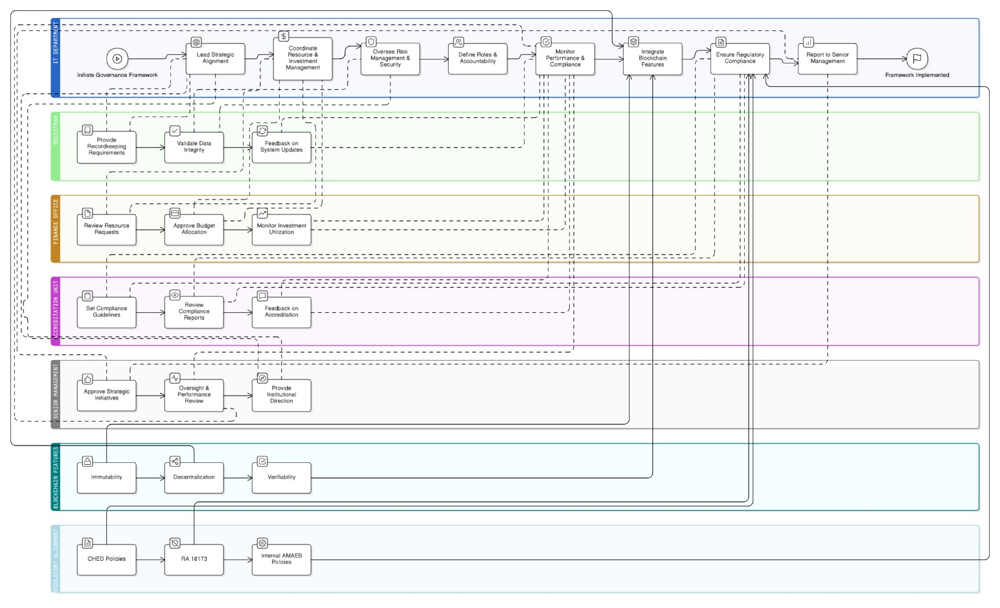 IT DEPARTMENT
Initiate Governance Framework
Lead Strategic
Alignment
Coordinate
Resource &
Investment
Management
Oversee Risk
Management &
Security
Define Roles &
Accountability
Monitor
Performance &
Compliance
Integrate
Blockchain
Features
Ensure Regulatory
Compliance
Report to Senior
Management
Framework Implemented
REGISTRAR
Provide
Recordkeeping
Requirements
Validate Data
Integrity
Feedback on
System Updates
FINANCE OFFICE
Review Resource
Requests
Approve Budget
Allocation
Monitor Investment
Utilization
ACCREDITATION UNIT
Set Compliance
Guidelines
Review
Compliance
Reports
Feedback on
Accreditation
SENIOR MANAGEMENT
Approve Strategic
Initiatives
Oversight &
Performance
Review
Provide
Institutional
Direction
BLOCKCHAIN FEATURES
Immutability
Decentralization
Verifiability
EGULATORY ALIGNMENT
CHED Policies
RA 10173
Internal AMAES
Policies